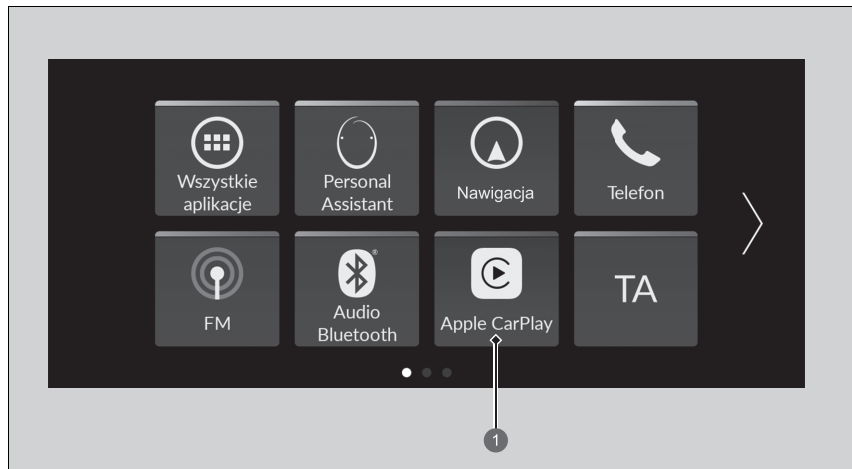 Wszystkie
aplikacje
Personal
Assistant
Nawigacja
Telefon
FM
®
Audio
Bluetooth
Apple CarPlay
TA
1